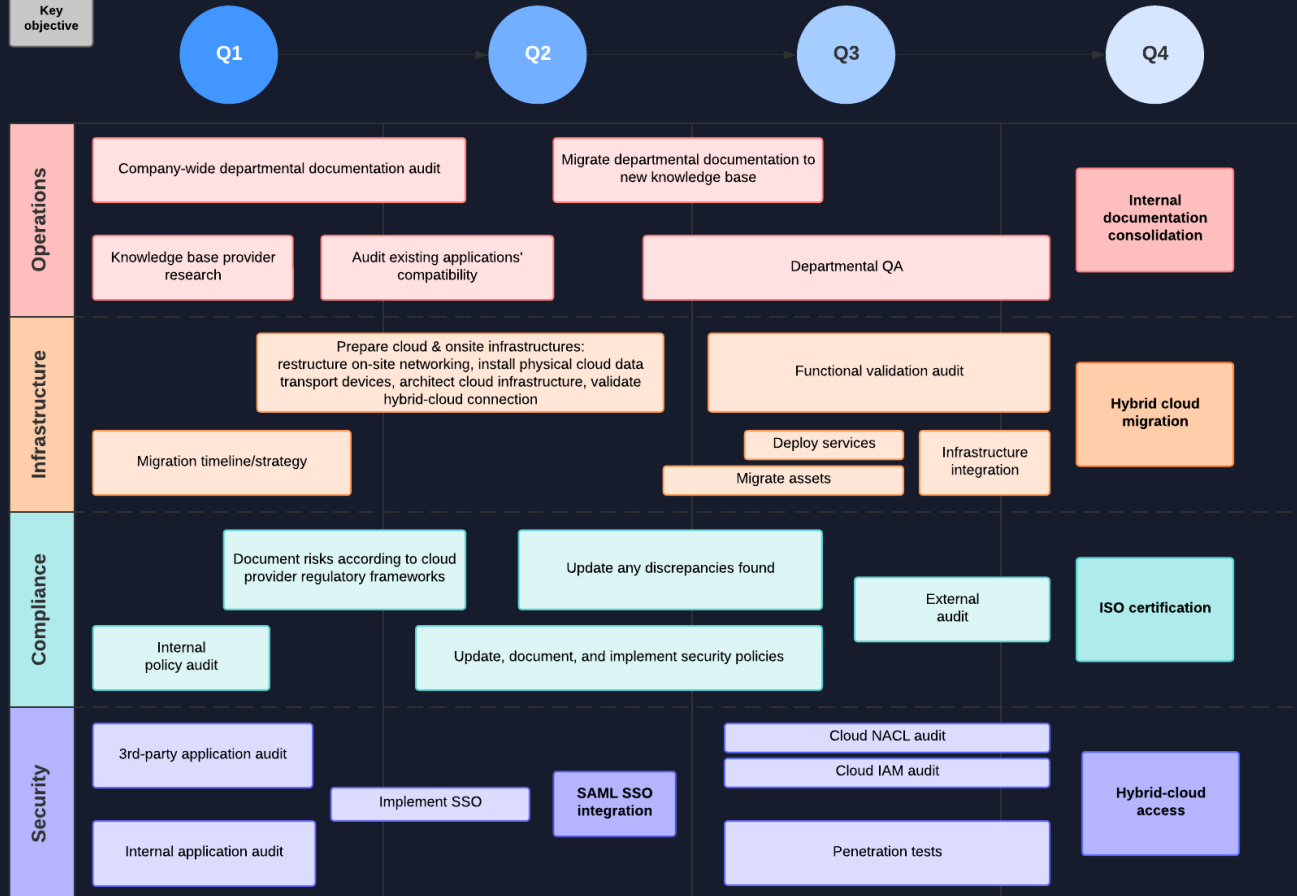 Key
objective
Q1
Q2
Q3
Q4
Operations
Company-wide departmental documentation audit
Migrate departmental documentation to
new knowledge base
Knowledge base provider
research
Audit existing applications'
compatibility
Departmental QA
Internal
documentation
consolidation
Infrastructure
Prepare cloud & onsite infrastructures:
restructure on-site networking, install physical cloud data
transport devices, architect cloud infrastructure, validate
hybrid-cloud connection
Functional validation audit
Migration timeline/strategy
Deploy services
Migrate assets
Infrastructure
integration
Hybrid cloud
migration
Compliance
Document risks according to cloud
provider regulatory frameworks
Update any discrepancies found
External
audit
Internal
policy audit
Update, document, and implement security policies
ISO certification
Security
3rd-party application audit
Implement SSO
Internal application audit
SAML SSO
integration
Cloud NACL audit
Cloud IAM audit
Penetration tests
Hybrid-cloud
access